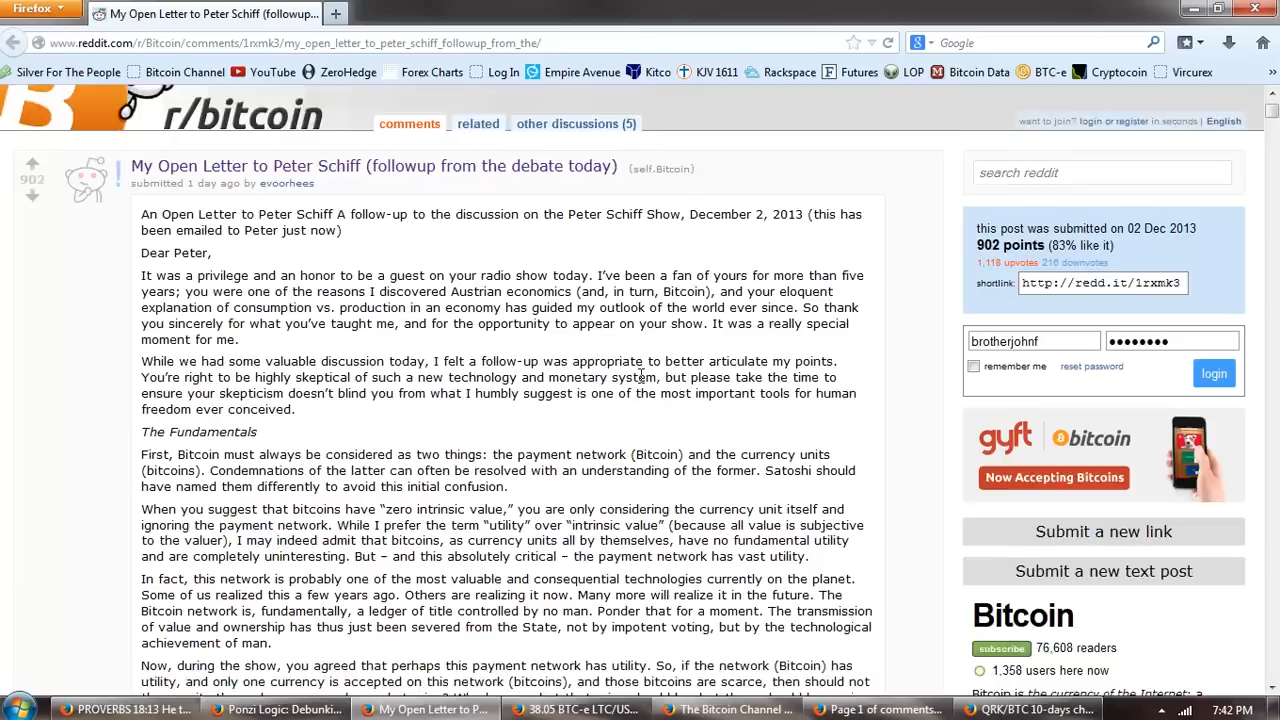 Firefox
My Open Letter to Peter Schiff (followup...
www.reddit.com/r/Bitcoin/comments/1rxmk3/my_open_letter_to_peter_schiff_followup_from_the/
Google
Silver For The People
Bitcoin Channel
YouTube
ZeroHedge
Forex Charts
Log In
Empire Avenue
Kitco
KJV 1611
Rackspace
Futures
LOP
Bitcoin Data
BTC-e
Cryptocoin
Vircurex
r/bitcoin
comments related other discussions (5)
want to join? login or register in seconds | English
902
My Open Letter to Peter Schiff (followup from the debate today) (self.Bitcoin)
submitted 1 day ago by evoorhees
An Open Letter to Peter Schiff A follow-up to the discussion on the Peter Schiff Show, December 2, 2013 (this has
been emailed to Peter just now)
Dear Peter,
It was a privilege and an honor to be a guest on your radio show today. I've been a fan of yours for more than five
years; you were one of the reasons I discovered Austrian economics (and, in turn, Bitcoin), and your eloquent
explanation of consumption vs. production in an economy has guided my outlook of the world ever since. So thank
you sincerely for what you've taught me, and for the opportunity to appear on your show. It was a really special
moment for me.
While we had some valuable discussion today, I felt a follow-up was appropriate to better articulate my points.
You're right to be highly skeptical of such a new technology and monetary system, but please take the time to
ensure your skepticism doesn't blind you from what I humbly suggest is one of the most important tools for human
freedom ever conceived.
The Fundamentals
First, Bitcoin must always be considered as two things: the payment network (Bitcoin) and the currency units
(bitcoins). Condemnations of the latter can often be resolved with an understanding of the former. Satoshi should
have named them differently to avoid this initial confusion.
When you suggest that bitcoins have “zero intrinsic value,” you are only considering the currency unit itself and
ignoring the payment network. While I prefer the term “utility” over “intrinsic value” (because all value is subjective
to the valuer), I may indeed admit that bitcoins, as currency units all by themselves, have no fundamental utility
and are completely uninteresting. But – and this absolutely critical – the payment network has vast utility.
In fact, this network is probably one of the most valuable and consequential technologies currently on the planet.
Some of us realized this a few years ago. Others are realizing it now. Many more will realize it in the future. The
Bitcoin network is, fundamentally, a ledger of title controlled by no man. Ponder that for a moment. The transmission
of value and ownership has thus just been severed from the State, not by impotent voting, but by the technological
achievement of man.
Now, during the show, you agreed that perhaps this payment network has utility. So, if the network (Bitcoin) has
utility, and only one currency is accepted on this network (bitcoins), and those bitcoins are scarce, then should not
search reddit
this post was submitted on 02 Dec 2013
902 points (83% like it)
1,118 upvotes 216 downvotes
shortlink: http://redd.it/1rxmk3
brotherjohnf
remember me reset password login
gyft | bitcoin
Now Accepting Bitcoins
Submit a new link
Submit a new text post
Bitcoin
subscribe 76,608 readers
1,358 users here now
Bitcoin is the currency of the Internet: a
PROVERBS 18:13 He t...
Ponzi Logic: Debunki...
My Open Letter to P...
38.05 BTC-e LTC/US...
The Bitcoin Channel ...
Page 1 of comments...
QRK/BTC 10-days ch...
7:42 PM